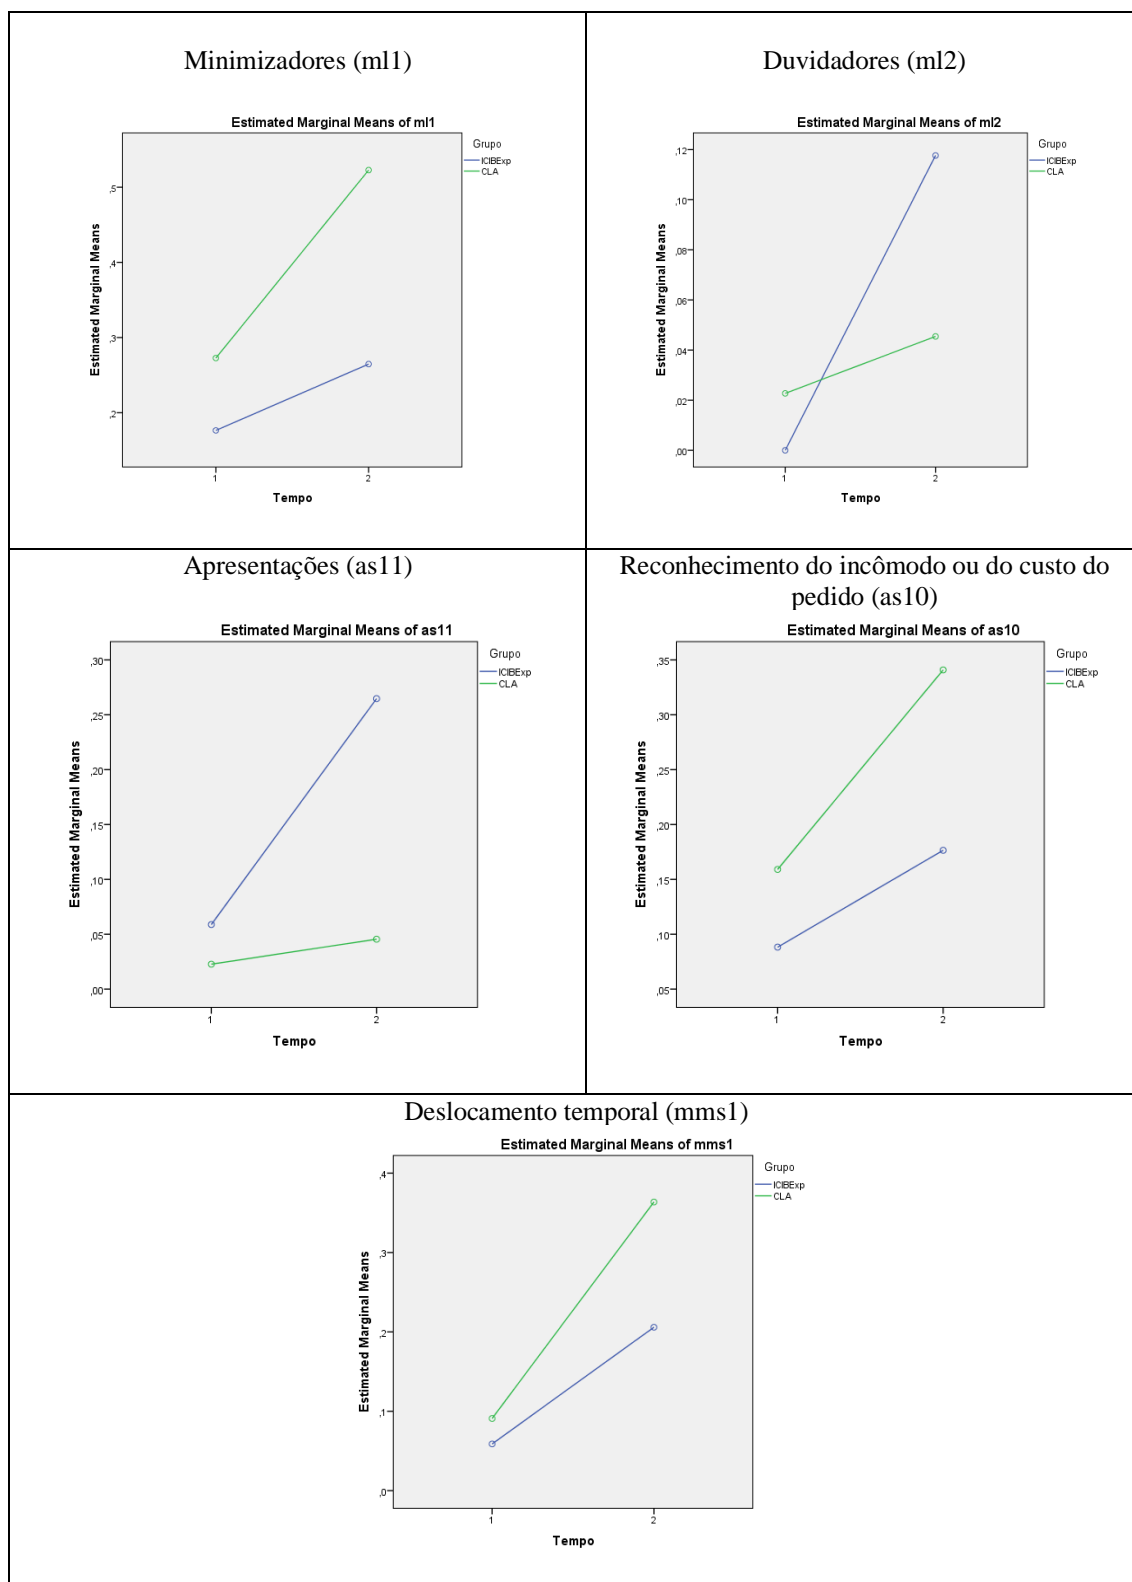 Minimizadores (ml1)
Estimated Marginal Means of ml1
Grupo
ICIBExp
CLA
Estimated Marginal Means
,5
,4
,3
,2
1
2
Tempo
Duvidadores (ml2)
Estimated Marginal Means of ml2
Grupo
ICIBExp
CLA
Estimated Marginal Means
,12
,10
,08
,06
,04
,02
,00
1
2
Tempo
Apresentações (as11)
Estimated Marginal Means of as11
Grupo
ICIBExp
CLA
Estimated Marginal Means
,30
,25
,20
,15
,10
,05
,00
1
2
Tempo
Reconhecimento do incômodo ou do custo do
pedido (as10)
Estimated Marginal Means of as10
Grupo
ICIBExp
CLA
Estimated Marginal Means
,35
,30
,25
,20
,15
,10
,05
1
2
Tempo
Deslocamento temporal (mms1)
Estimated Marginal Means of mms1
Grupo
ICIBExp
CLA
Estimated Marginal Means
,4
,3
,2
,1
,0
1
2
Tempo